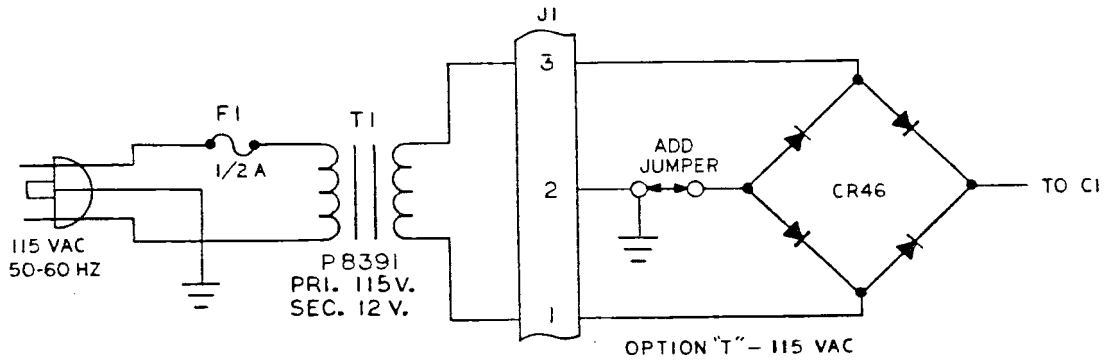 J1
3
F1
T1
1/2 A
ADD
JUMPER
2
CR46
TO C1
115 VAC
50-60 HZ
P8391
PRI. 115V.
SEC. 12V.
1
OPTION "T" - 115 VAC